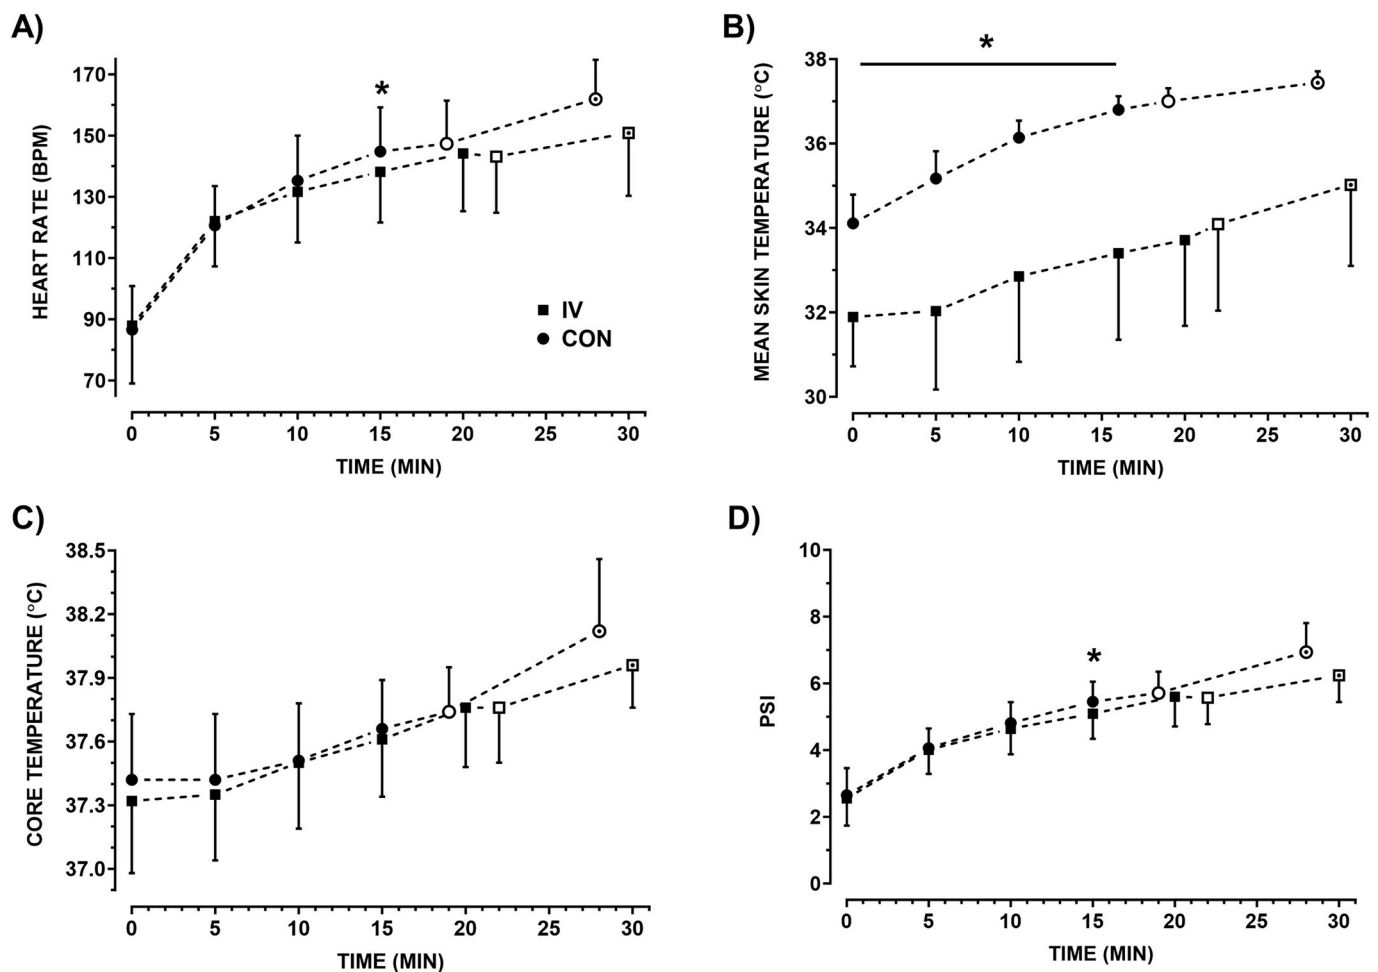 A)
HEART RATE (BPM)
170
150
130
110
90
70
*
IV
CON
0 5 10 15 20 25 30
TIME (MIN)
B)
MEAN SKIN TEMPERATURE (°C)
38
36
34
32
30
*
0 5 10 15 20 25 30
TIME (MIN)
C)
CORE TEMPERATURE (°C)
38.5
38.2
37.9
37.6
37.3
37.0
0 5 10 15 20 25 30
TIME (MIN)
D)
PSI
10
8
6
4
2
0
*
0 5 10 15 20 25 30
TIME (MIN)